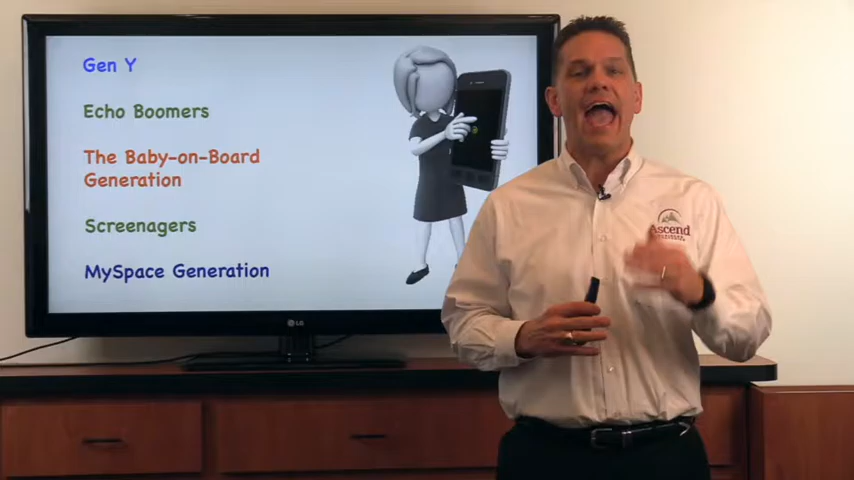 Gen Y
Echo Boomers
The Baby-on-Board
Generation
Screenagers
MySpace Generation
LG
Ascend